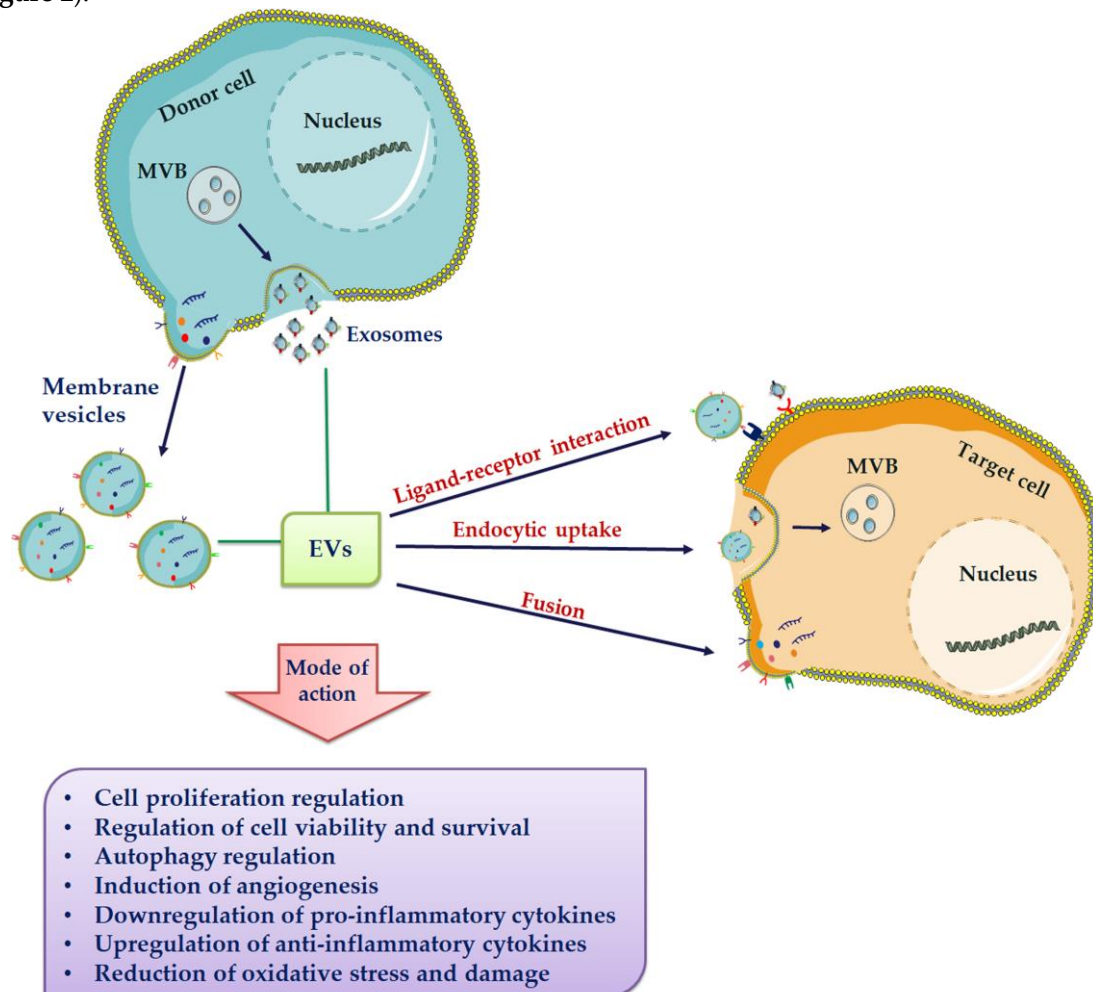 Donor cell
Nucleus
MVB
Exosomes
Membrane
vesicles
Ligand-receptor interaction
Endocytic uptake
Fusion
EVs
MVB
Target cell
Nucleus
Mode of
action
• Cell proliferation regulation
• Regulation of cell viability and survival
• Autophagy regulation
• Induction of angiogenesis
• Downregulation of pro-inflammatory cytokines
• Upregulation of anti-inflammatory cytokines
• Reduction of oxidative stress and damage